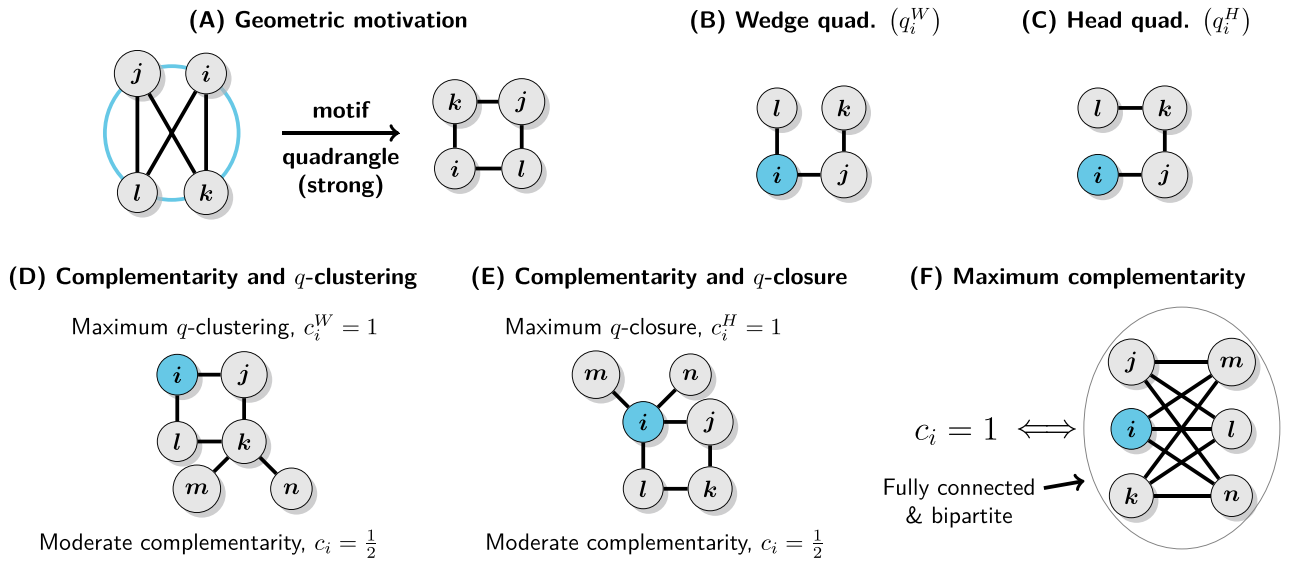 (A) Geometric motivation
j i
l k
motif
quadrangle
(strong)
k j
i l
(B) Wedge quad. (q_i^W)
l k
i j
(C) Head quad. (q_i^H)
l k
i j
(D) Complementarity and q-clustering
Maximum q-clustering, c_i^W = 1
i j
l k
m n
Moderate complementarity, c_i = 1/2
(E) Complementarity and q-closure
Maximum q-closure, c_i^H = 1
m n
i j
l k
Moderate complementarity, c_i = 1/2
(F) Maximum complementarity
j m
c_i = 1 ⟺ i l
k n
Fully connected
& bipartite